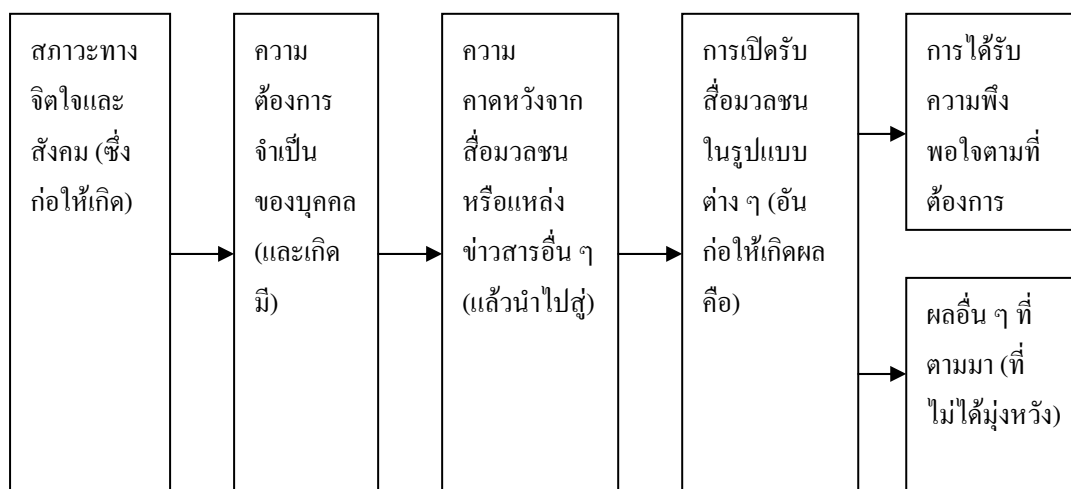 สภาวะทาง
จิตใจและ
สังคม (ซึ่ง
ก่อให้เกิด)
ความ
ต้องการ
จำเป็น
ของบุคคล
(และเกิด
มี)
ความ
คาดหวังจาก
สื่อมวลชน
หรือแหล่ง
ข่าวสารอื่น ๆ
(แล้วนำไปสู่)
การเปิดรับ
สื่อมวลชน
ในรูปแบบ
ต่าง ๆ (อัน
ก่อให้เกิดผล
คือ)
การได้รับ
ความพึง
พอใจตามที่
ต้องการ
ผลอื่น ๆ ที่
ตามมา (ที่
ไม่ได้มุ่งหวัง)